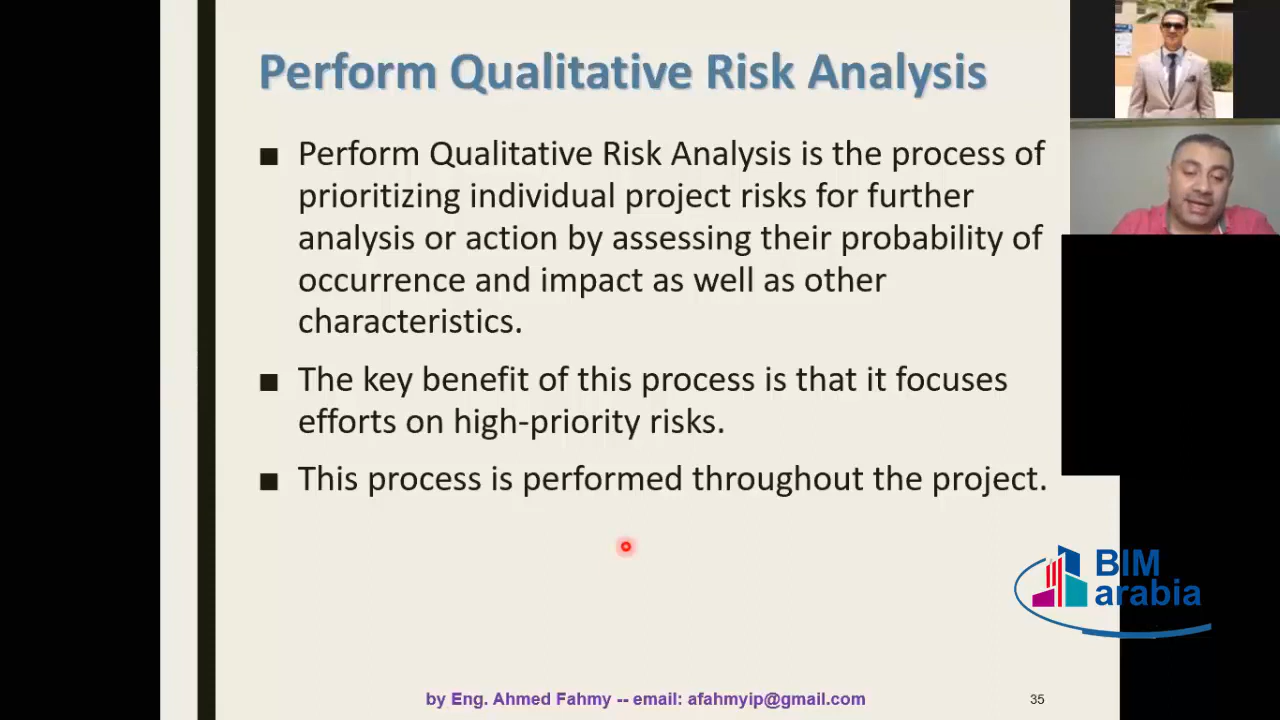 Perform Qualitative Risk Analysis
■ Perform Qualitative Risk Analysis is the process of
prioritizing individual project risks for further
analysis or action by assessing their probability of
occurrence and impact as well as other
characteristics.
■ The key benefit of this process is that it focuses
efforts on high-priority risks.
■ This process is performed throughout the project.
BIM
arabia
by Eng. Ahmed Fahmy -- email: afahmyip@gmail.com
35